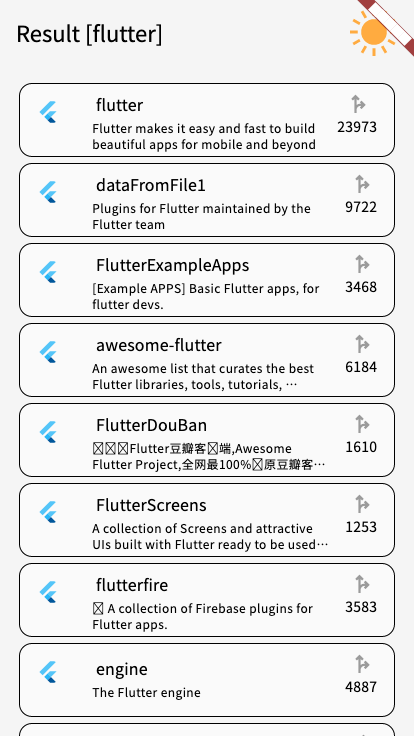 Result [flutter]
flutter
Flutter makes it easy and fast to build
beautiful apps for mobile and beyond
23973
dataFromFile1
Plugins for Flutter maintained by the
Flutter team
9722
FlutterExampleApps
[Example APPS] Basic Flutter apps, for
flutter devs.
3468
awesome-flutter
An awesome list that curates the best
Flutter libraries, tools, tutorials, …
6184
FlutterDouBan
Flutter豆瓣客端,Awesome
Flutter Project,全网最100%原豆瓣客…
1610
FlutterScreens
A collection of Screens and attractive
UIs built with Flutter ready to be used…
1253
flutterfire
A collection of Firebase plugins for
Flutter apps.
3583
engine
The Flutter engine
4887